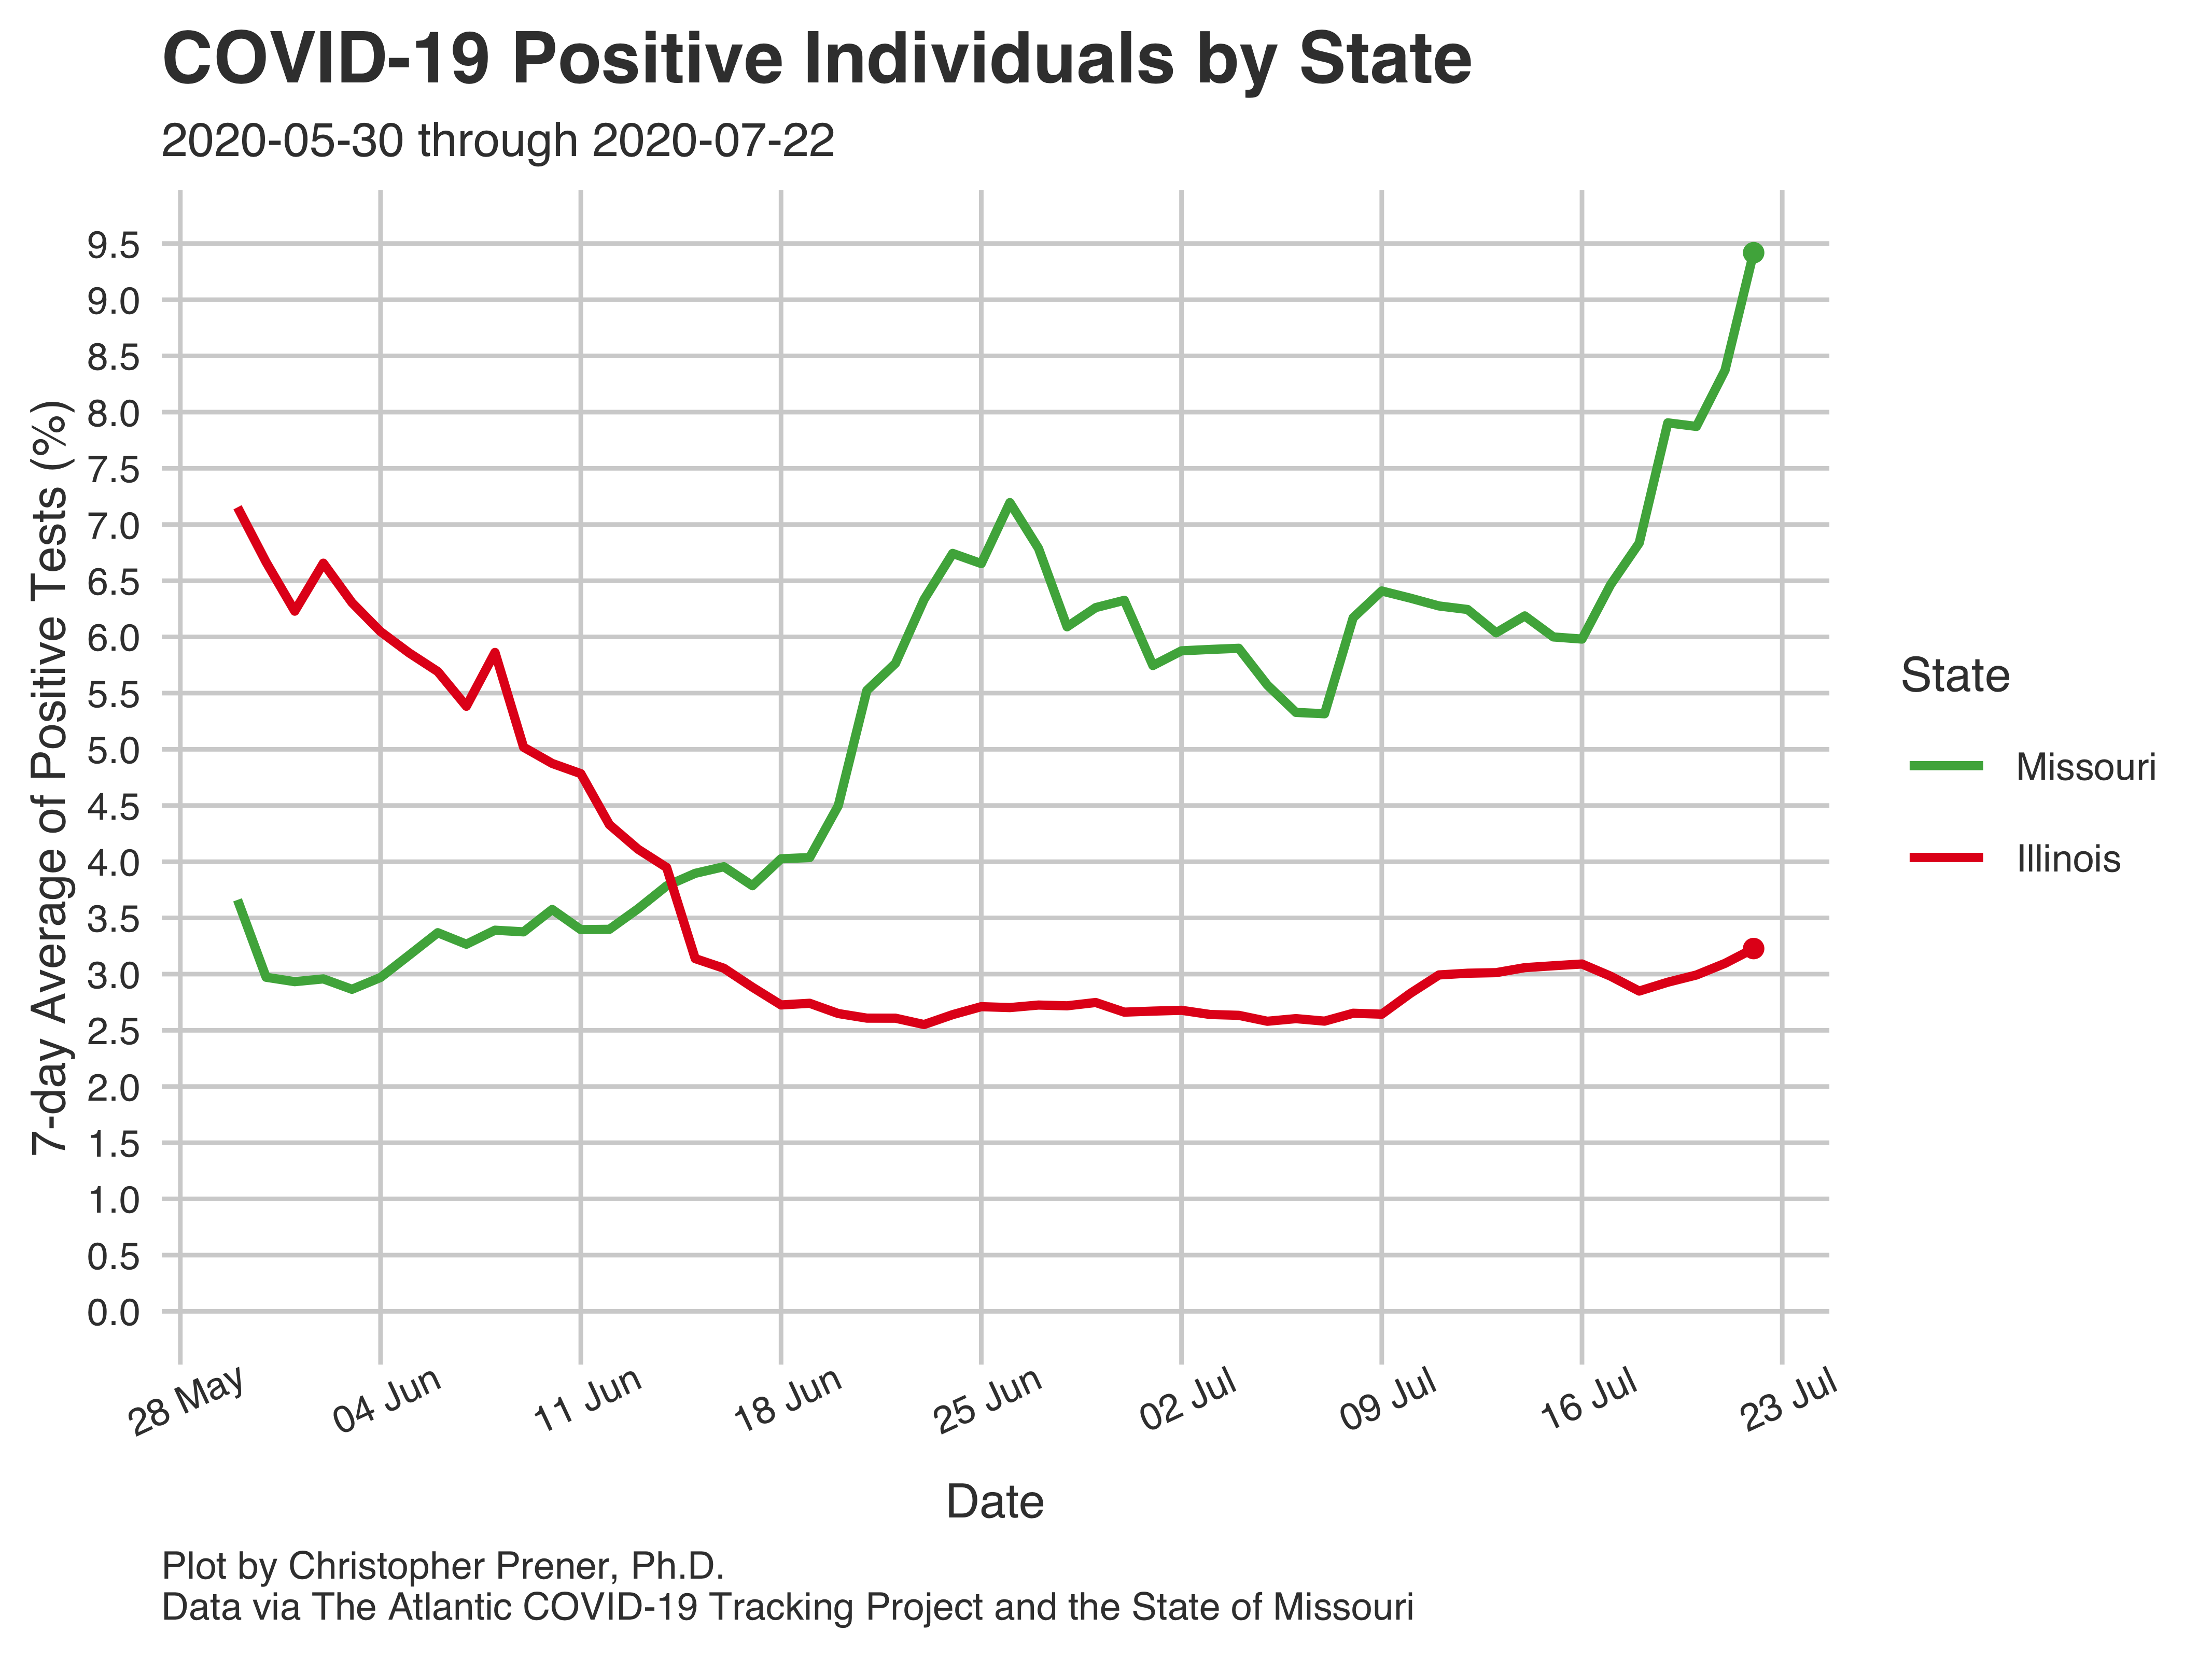 COVID-19 Positive Individuals by State
2020-05-30 through 2020-07-22
7-day Average of Positive Tests (%)
9.5
9.0
8.5
8.0
7.5
7.0
6.5
6.0
5.5
5.0
4.5
4.0
3.5
3.0
2.5
2.0
1.5
1.0
0.5
0.0
28 May
04 Jun
11 Jun
18 Jun
25 Jun
02 Jul
09 Jul
16 Jul
23 Jul
Date
State
Missouri
Illinois
Plot by Christopher Prener, Ph.D.
Data via The Atlantic COVID-19 Tracking Project and the State of Missouri